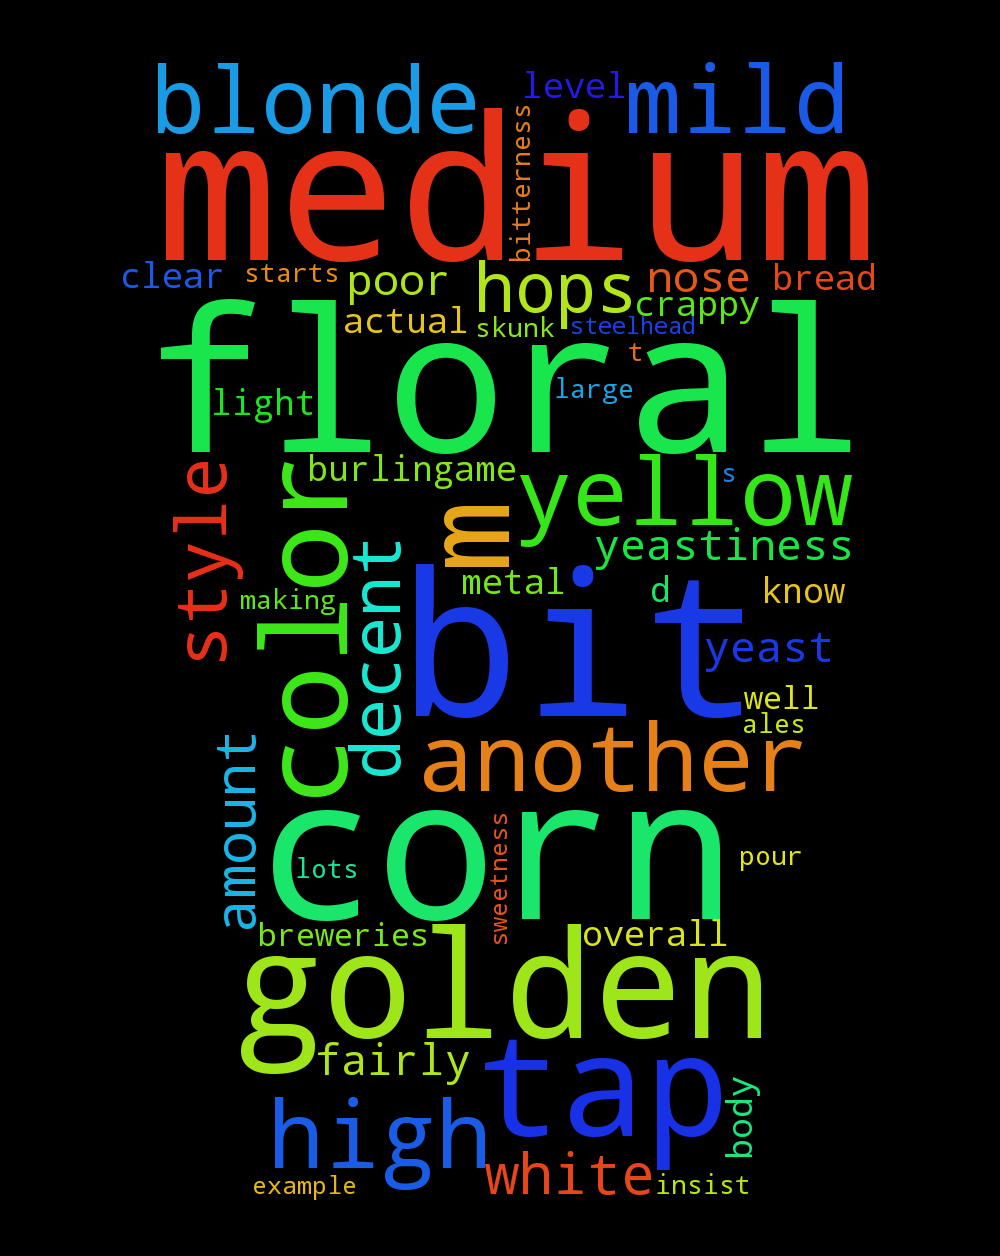 blonde
level
mild
medium
bitterness
clear
starts
poor
hops
nose
bread
crappy
actual
skunk
steelhead
t
floral
large
light
burlingame
style
color
m
yellow
s
yeastiness
decent
metal
d
know
making
bit
yeast
well
ales
another
amount
corn
lots
sweetness
pour
breweries
overall
golden
fairly
tap
body
high
white
example
insist